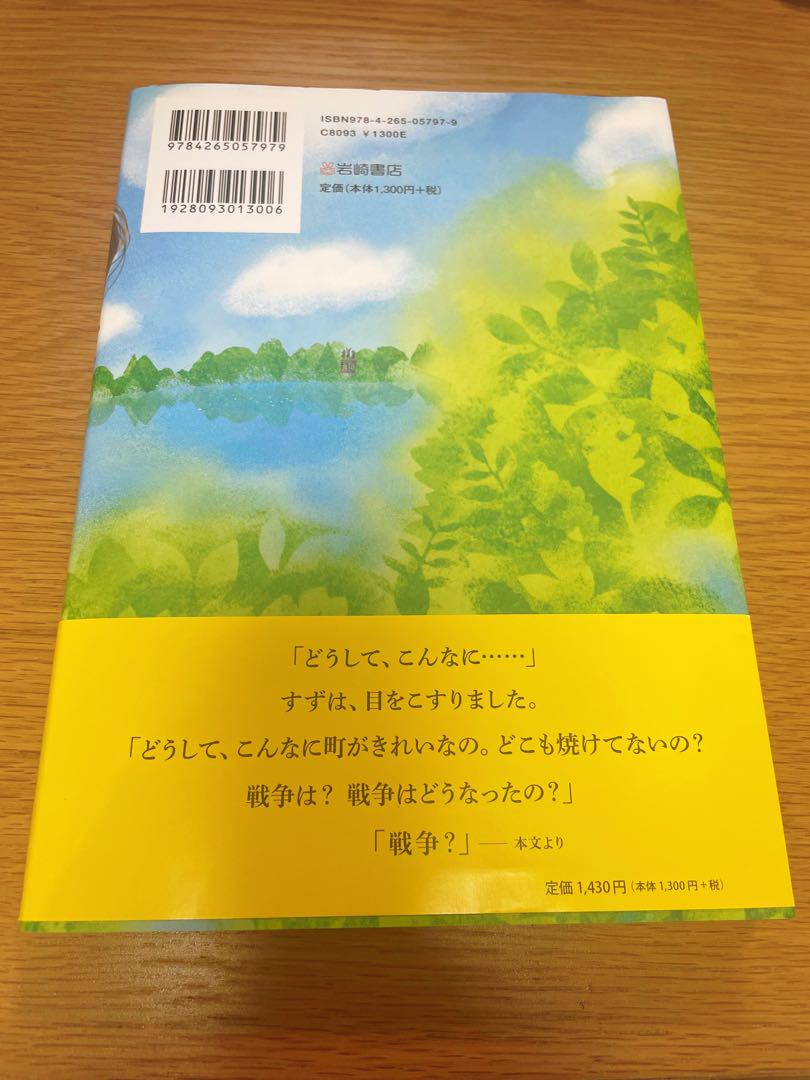 ISBN978-4-265-05797-9
C8093 ¥1300E
9784265057979
岩崎書店
定価(本体1,300円+税)
1928093013006
「どうして、こんなに……」
すずは、目をこすりました。
「どうして、こんなに町がきれいなの。どこも焼けてないの?
戦争は? 戦争はどうなったの?」
「戦争?」── 本文より
定価 1,430円(本体 1,300 円+税)